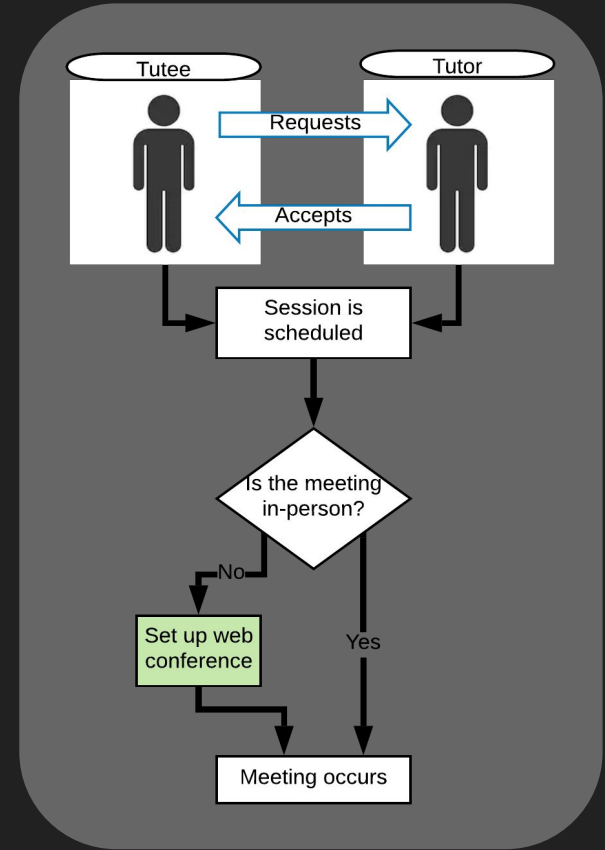 Tutee
Tutor
Requests
Accepts
Session is
scheduled
Is the meeting
in-person?
No
Yes
Set up web
conference
Meeting occurs